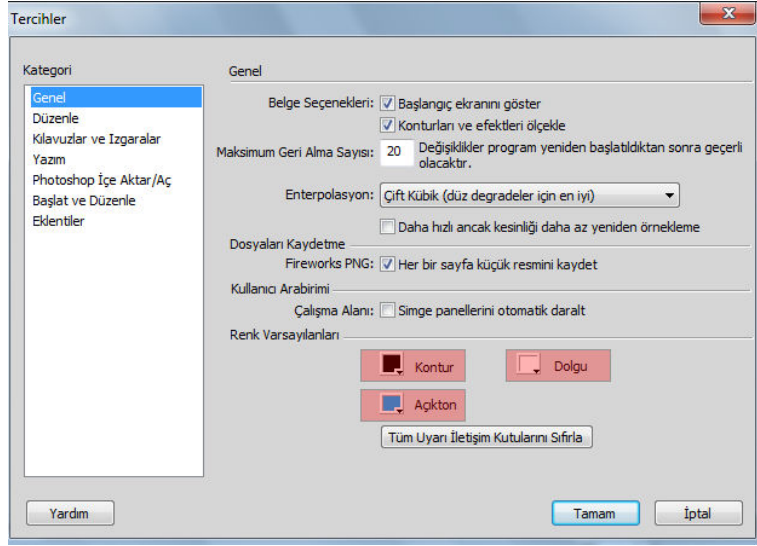 Tercihler
Kategori
Genel
Düzenle
Kılavuzlar ve Izgaralar
Yazım
Photoshop İçe Aktar/Aç
Başlat ve Düzenle
Eklentiler
Genel
Belge Seçenekleri: Başlangıç ekranını göster
Konturları ve efektleri ölçekle
Maksimum Geri Alma Sayısı: 20 Değişiklikler program yeniden başlatıldıktan sonra geçerli
olacaktır.
Enterpolasyon: Çift Kübik (düz degradeler için en iyi)
Daha hızlı ancak kesinliği daha az yeniden örnekleme
Dosyaları Kaydetme
Fireworks PNG: Her bir sayfa küçük resmini kaydet
Kullanıcı Arabirimi
Çalışma Alanı: Simge panellerini otomatik daralt
Renk Varsayılanları
Kontur Dolgu
Açıkton
Tüm Uyarı İletişim Kutularını Sıfırla
Yardım Tamam İptal